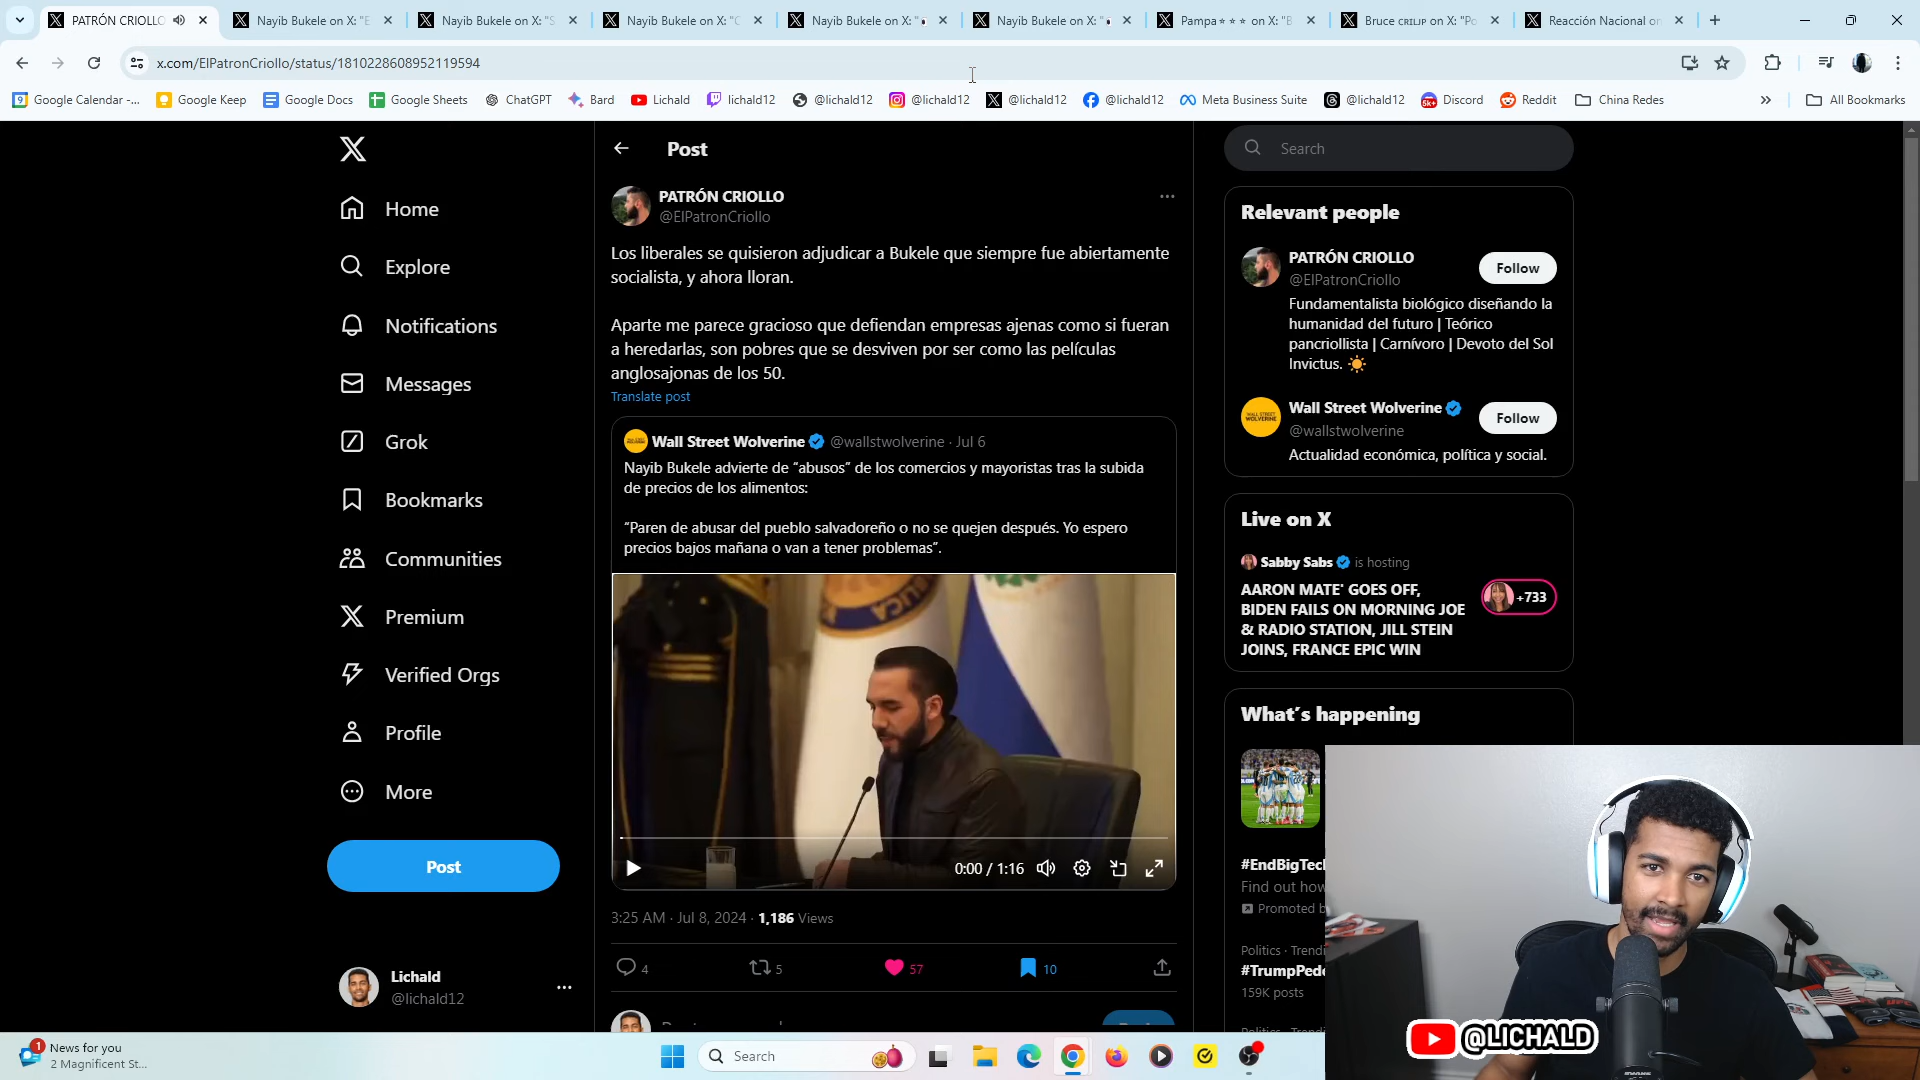 PATRÓN CRIOLLO
Nayib Bukele on X: "E
Nayib Bukele on X: "S
Nayib Bukele on X: "
Nayib Bukele on X: "
Nayib Bukele on X: "
Pampa on X: "B
Bruce ᴄʀɪʟɪᴘ on X: "Po
Reacción Nacional on
x.com/ElPatronCriollo/status/1810228608952119594
Google Calendar -...
Google Keep
Google Docs
Google Sheets
ChatGPT
Bard
Lichald
lichald12
@lichald12
@lichald12
@lichald12
@lichald12
Meta Business Suite
@lichald12
Discord
Reddit
China Redes
All Bookmarks
Home
Explore
Notifications
Messages
Grok
Bookmarks
Communities
Premium
Verified Orgs
Profile
More
Post
Lichald
@lichald12
Post
PATRÓN CRIOLLO
@ElPatronCriollo
Los liberales se quisieron adjudicar a Bukele que siempre fue abiertamente
socialista, y ahora lloran.
Aparte me parece gracioso que defiendan empresas ajenas como si fueran
a heredarlas, son pobres que se desviven por ser como las películas
anglosajonas de los 50.
Translate post
Wall Street Wolverine @wallstwolverine · Jul 6
Nayib Bukele advierte de “abusos” de los comercios y mayoristas tras la subida
de precios de los alimentos:
“Paren de abusar del pueblo salvadoreño o no se quejen después. Yo espero
precios bajos mañana o van a tener problemas”.
0:00 / 1:16
3:25 AM · Jul 8, 2024 · 1,186 Views
4
5
57
10
Search
Relevant people
PATRÓN CRIOLLO
@ElPatronCriollo
Follow
Fundamentalista biológico diseñando la
humanidad del futuro | Teórico
pancriollista | Carnívoro | Devoto del Sol
Invictus.
Wall Street Wolverine
@wallstwolverine
Follow
Actualidad económica, política y social.
Live on X
Sabby Sabs is hosting
AARON MATE' GOES OFF,
BIDEN FAILS ON MORNING JOE
& RADIO STATION, JILL STEIN
JOINS, FRANCE EPIC WIN
+733
What's happening
#EndBigTec
Find out how
Promoted b
Politics · Trendi
#TrumpPedo
159K posts
@LICHALD
1
News for you
2 Magnificent St...
Search